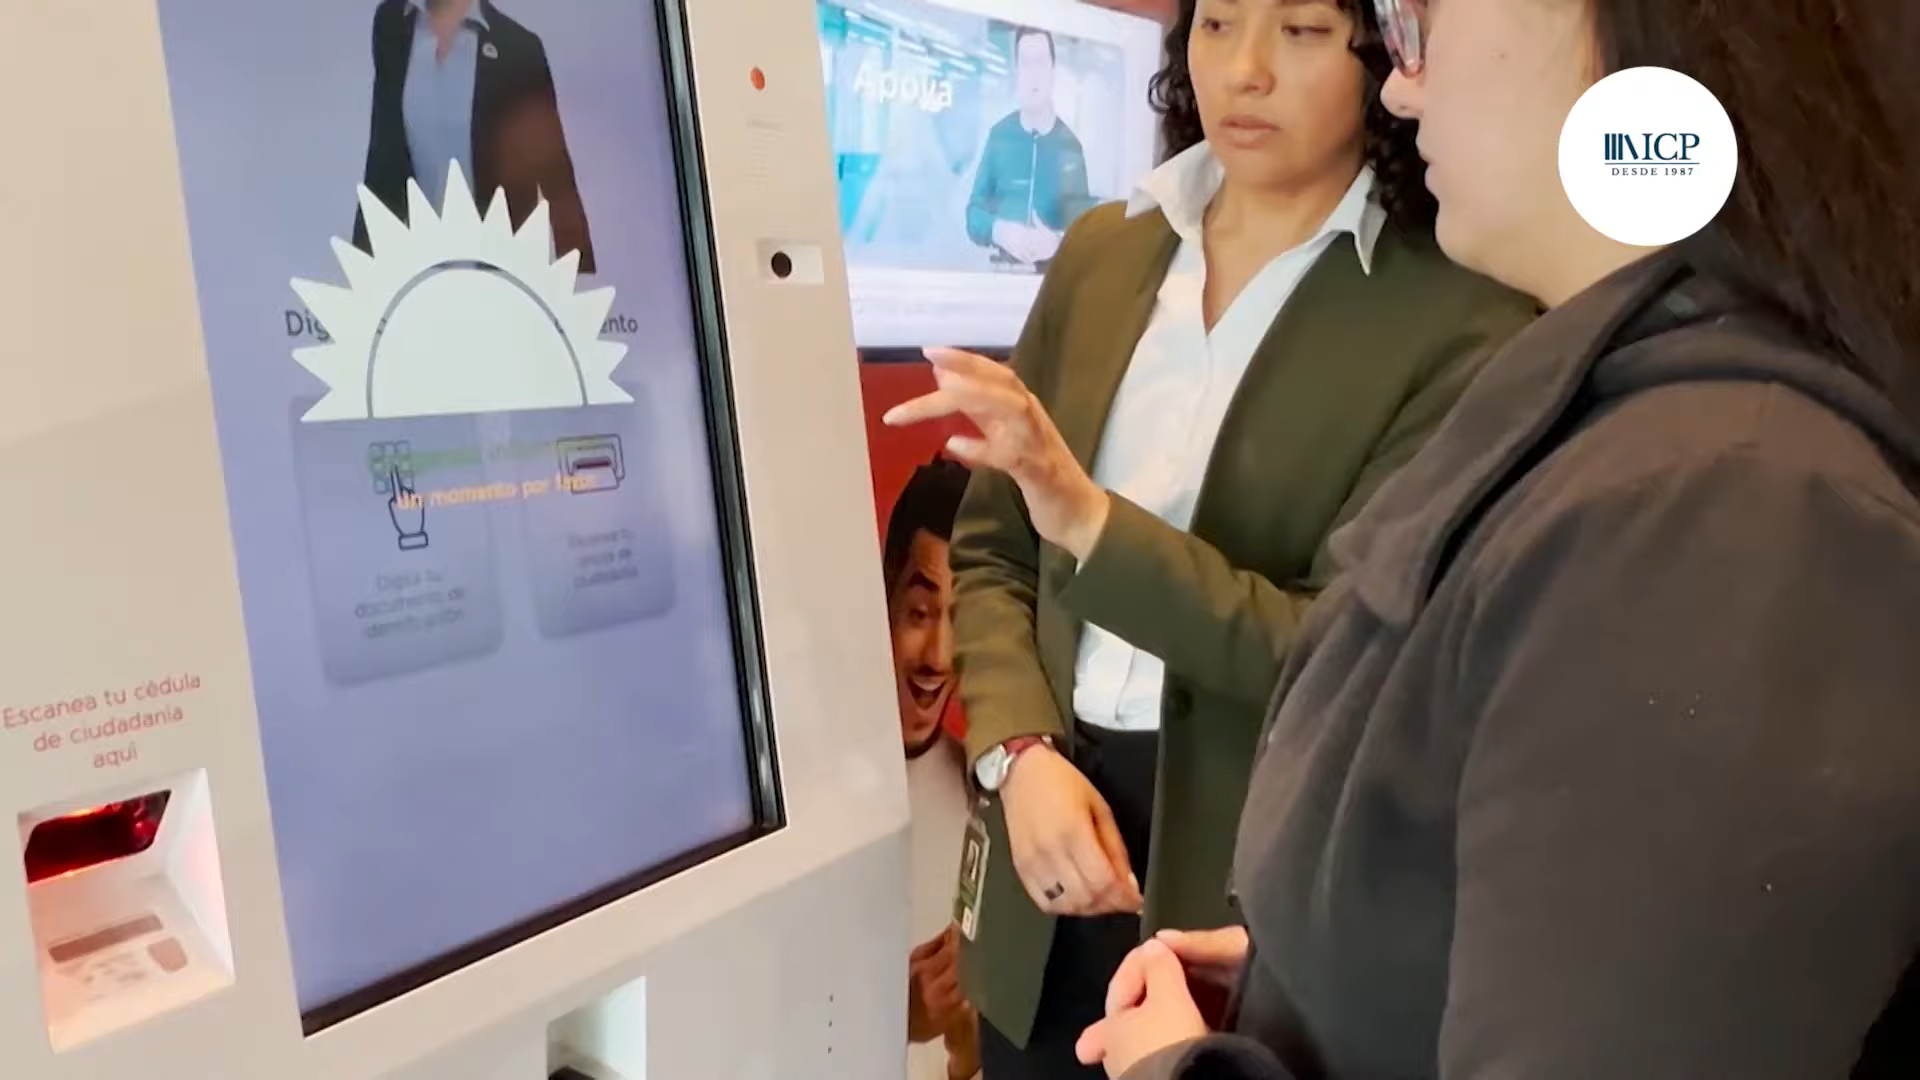 Apoya
ICP
DESDE 1987
Dig
ento
Un momento por favor
Digita tu
documento de
identificación
Escanea tu
cédula de
ciudadanía
Escanea tu cédula
de ciudadanía
aquí